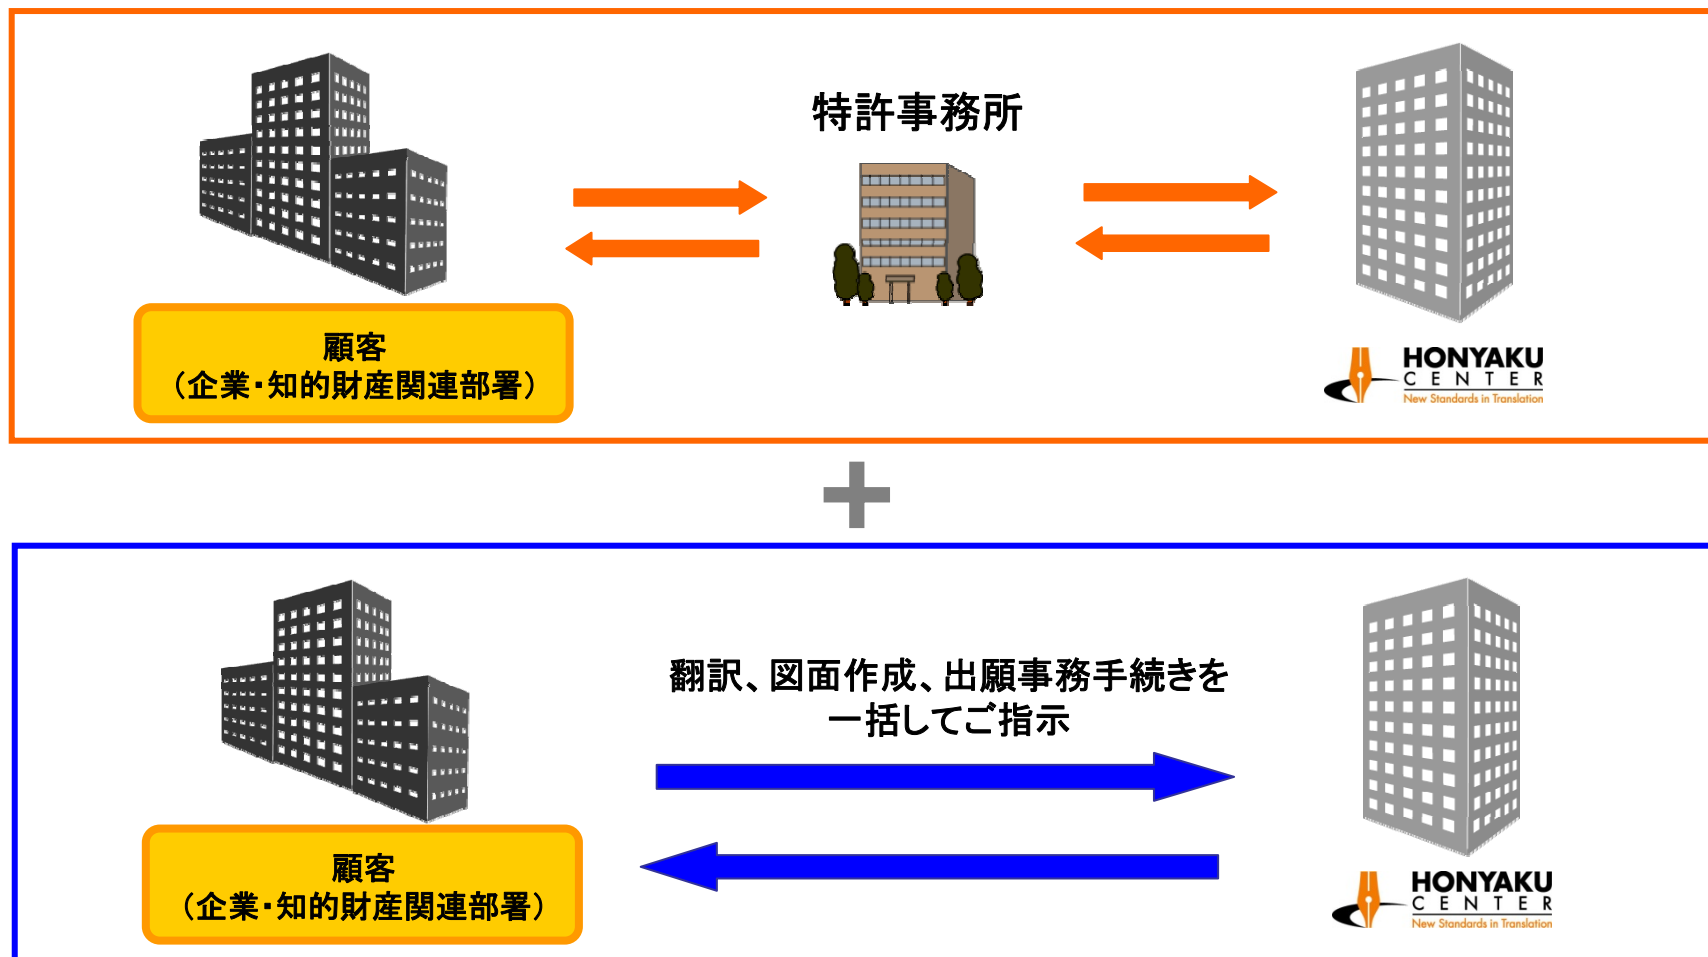 特許事務所
顧客
（企業・知的財産関連部署）
HONYAKU
CENTER
New Standards in Translation
翻訳、図面作成、出願事務手続きを
一括してご指示
顧客
（企業・知的財産関連部署）
HONYAKU
CENTER
New Standards in Translation